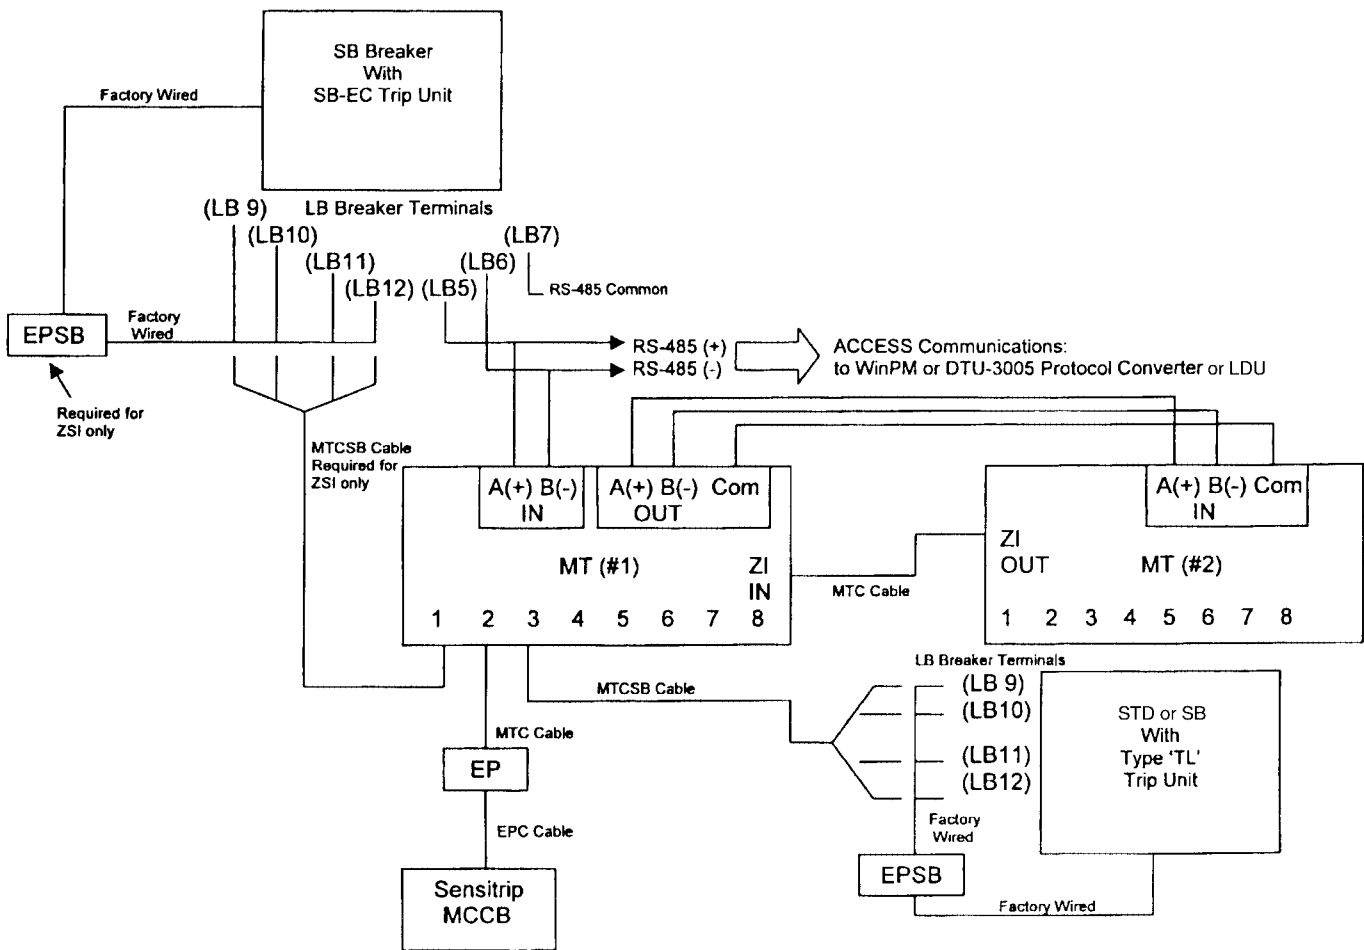 SB Breaker
With
SB-EC Trip Unit
Factory Wired
(LB 9)
LB Breaker Terminals
(LB10)
(LB11)
(LB12)
(LB5)
(LB6)
(LB7)
RS-485 Common
EPSB
Factory
Wired
Required for
ZSI only
RS-485 (+)
RS-485 (-)
ACCESS Communications:
to WinPM or DTU-3005 Protocol Converter or LDU
MTCSB Cable
Required for
ZSI only
A(+) B(-)
IN
A(+) B(-) Com
OUT
MT (#1)
ZI
IN
1 2 3 4 5 6 7 8
MTC Cable
A(+) B(-) Com
IN
ZI
OUT
MT (#2)
1 2 3 4 5 6 7 8
MTCSB Cable
LB Breaker Terminals
(LB 9)
(LB10)
(LB11)
(LB12)
STD or SB
With
Type ‘TL’
Trip Unit
Factory
Wired
EPSB
Factory Wired
MTC Cable
EP
EPC Cable
Sensitrip
MCCB